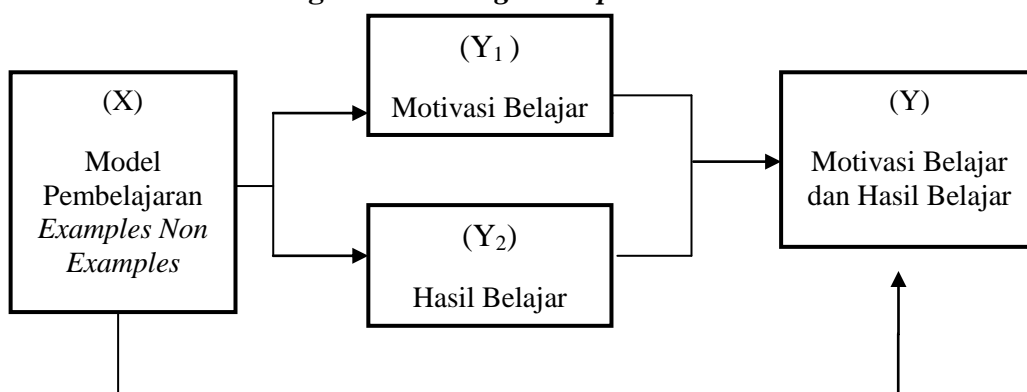 (X)
Model
Pembelajaran
Examples Non
Examples
(Y₁ )
Motivasi Belajar
(Y₂)
Hasil Belajar
(Y)
Motivasi Belajar
dan Hasil Belajar